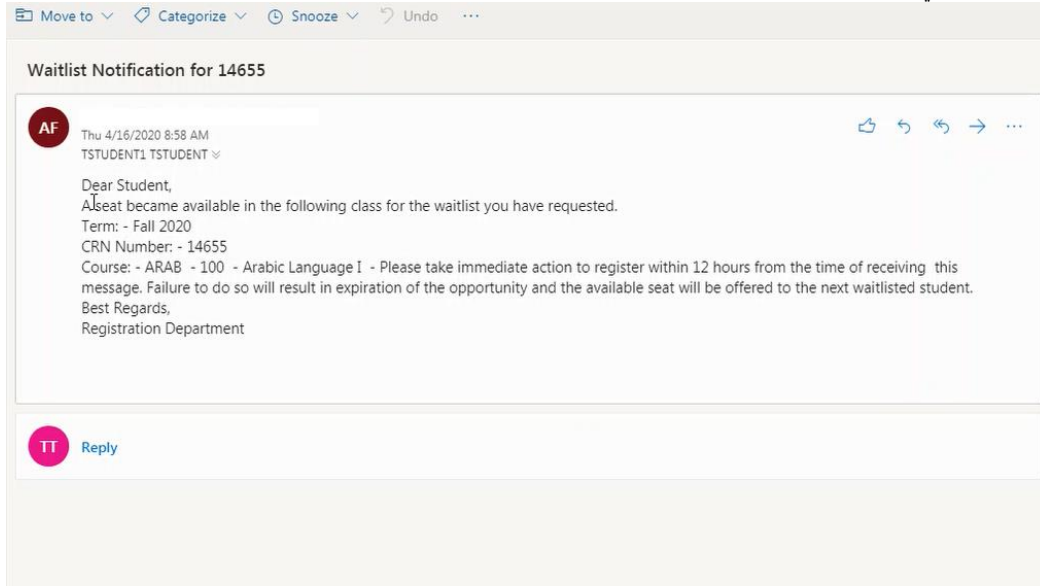 Move to Categorize Snooze Undo ...
Waitlist Notification for 14655
AF
Thu 4/16/2020 8:58 AM
TSTUDENT1 TSTUDENT
Dear Student,
A seat became available in the following class for the waitlist you have requested.
Term: - Fall 2020
CRN Number: - 14655
Course: - ARAB - 100 - Arabic Language I - Please take immediate action to register within 12 hours from the time of receiving this
message. Failure to do so will result in expiration of the opportunity and the available seat will be offered to the next waitlisted student.
Best Regards,
Registration Department
TT Reply